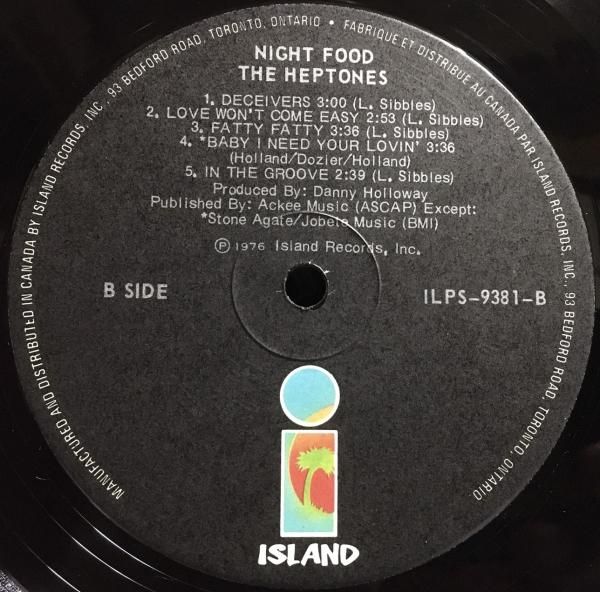 MANUFACTURED AND DISTRIBUTED IN CANADA BY ISLAND RECORDS, INC., 93 BEDFORD ROAD, TORONTO, ONTARIO • FABRIQUE ET DISTRIBUE AU CANADA PAR ISLAND RECORDS, INC., 93 BEDFORD ROAD, TORONTO, ONTARIO
NIGHT FOOD
THE HEPTONES
1. DECEIVERS 3:00 (L. Sibbles)
2. LOVE WON'T COME EASY 2:53 (L. Sibbles)
3. FATTY FATTY 3:36 (L. Sibbles)
4. *BABY I NEED YOUR LOVIN' 3:36
(Holland/Dozier/Holland)
5. IN THE GROOVE 2:39 (L. Sibbles)
Produced By: Danny Holloway
Published By: Ackee Music (ASCAP) Except:
*Stone Agate/Jobete Music (BMI)
℗ 1976 Island Records, Inc.
B SIDE
ILPS-9381-B
ISLAND